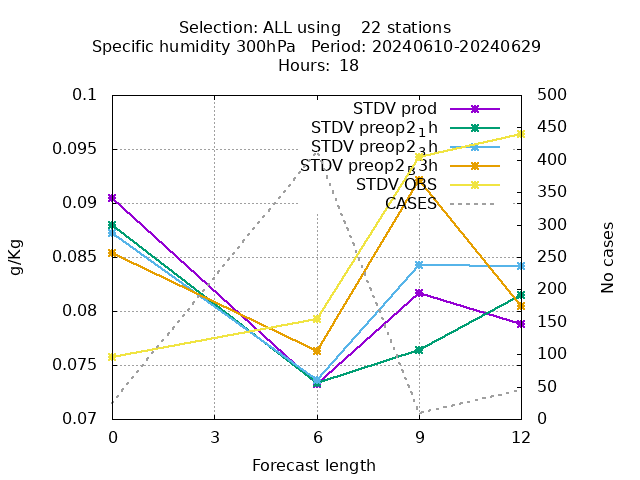 Selection: ALL using    22 stations
Specific humidity 300hPa   Period: 20240610-20240629
Hours:  18
0.1
0.095
0.09
0.085
0.08
0.075
0.07
g/Kg
STDV prod
STDV preop2₁h
STDV preop2₃h
STDV preop2_B3h
STDV OBS
CASES
500
450
400
350
300
250
200
150
100
50
0
No cases
0 3 6 9 12
Forecast length